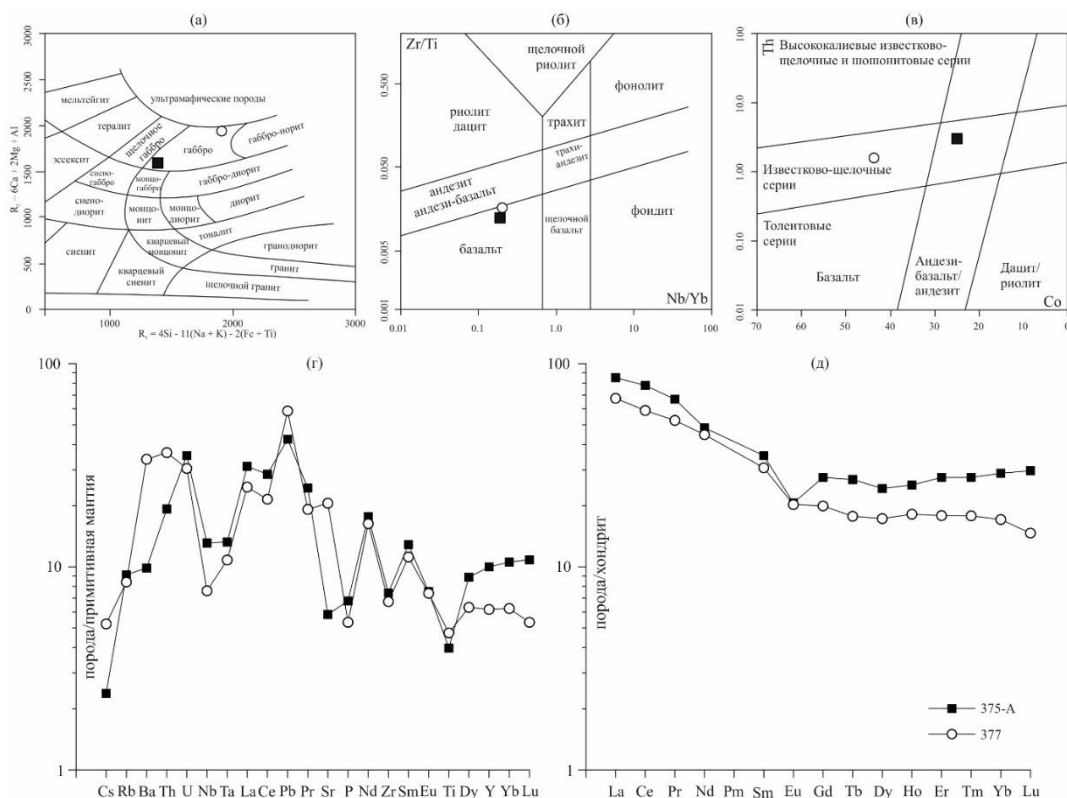 (а)
3000
2500
2000
1500
1000
500
0
R₂ = 6Ca + 2Mg + Al
мельтейгит
ультрамафические породы
тералит
щелочное габбро
габбро
габбро-норит
эссексит
сиено-
габбро
монцо-
габбро
габбро-диорит
сиено-
диорит
монцо-
нит
монцо-
диорит
диорит
тоналит
сиенит
кварцевый
монцонит
гранодиорит
кварцевый
сиенит
гранит
щелочной гранит
1000
2000
3000
R₁ = 4Si - 11(Na + K) - 2(Fe + Ti)
(б)
Zr/Ti
0.500
0.050
0.005
0.001
щелочной
риолит
фонолит
риолит
дацит
трахит
трахи-
андезит
андезит
андези-базальт
щелочной
базальт
фоидит
базальт
Nb/Yb
0.01
0.1
1.0
10
100
(в)
Th
100
10.0
1.00
0.10
0.01
Высококалиевые известково-
щелочные и шошонитовые серии
Известково-щелочные
серии
Толеитовые
серии
Базальт
Андези-
базальт/
андезит
Дацит/
риолит
Co
70
60
50
40
30
20
10
0
(г)
100
10
1
порода/примитивная мантия
Cs Rb Ba Th U Nb Ta La Ce Pb Pr Sr P Nd Zr Sm Eu Ti Dy Y Yb Lu
(д)
100
10
1
порода/хондрит
375-А
377
La Ce Pr Nd Pm Sm Eu Gd Tb Dy Ho Er Tm Yb Lu